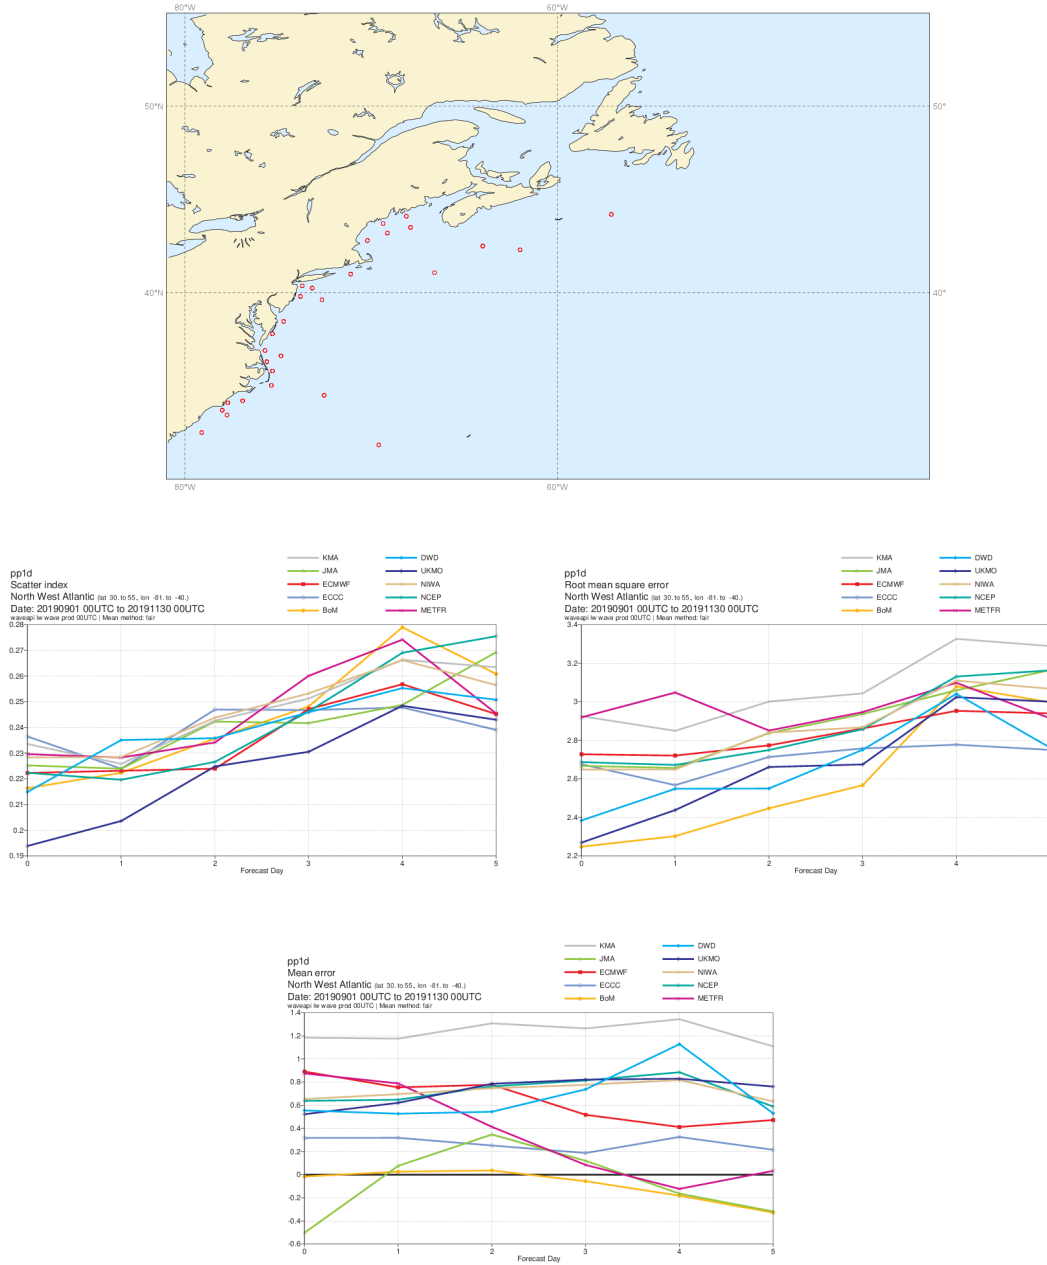 80°W 60°W
50°N 50°
40°N 40°
80°W 60°W
KMA DWD
JMA UKMO
ECMWF NIWA
ECCC NCEP
BoM METFR
pp1d
Scatter index
North West Atlantic (lat 30. to 55., lon -81. to -40.)
Date: 20190901 00UTC to 20191130 00UTC
waveapi lw wave prod 00UTC | Mean method: fair
0.28
0.27
0.26
0.25
0.24
0.23
0.22
0.21
0.2
0.19
0 1 2 3 4 5
Forecast Day
KMA DWD
JMA UKMO
ECMWF NIWA
ECCC NCEP
BoM METFR
pp1d
Root mean square error
North West Atlantic (lat 30. to 55., lon -81. to -40.)
Date: 20190901 00UTC to 20191130 00UTC
waveapi lw wave prod 00UTC | Mean method: fair
3.4
3.2
3
2.8
2.6
2.4
2.2
0 1 2 3 4
Forecast Day
KMA DWD
JMA UKMO
ECMWF NIWA
ECCC NCEP
BoM METFR
pp1d
Mean error
North West Atlantic (lat 30. to 55., lon -81. to -40.)
Date: 20190901 00UTC to 20191130 00UTC
waveapi lw wave prod 00UTC | Mean method: fair
1.4
1.2
1
0.8
0.6
0.4
0.2
0
-0.2
-0.4
-0.6
0 1 2 3 4 5
Forecast Day